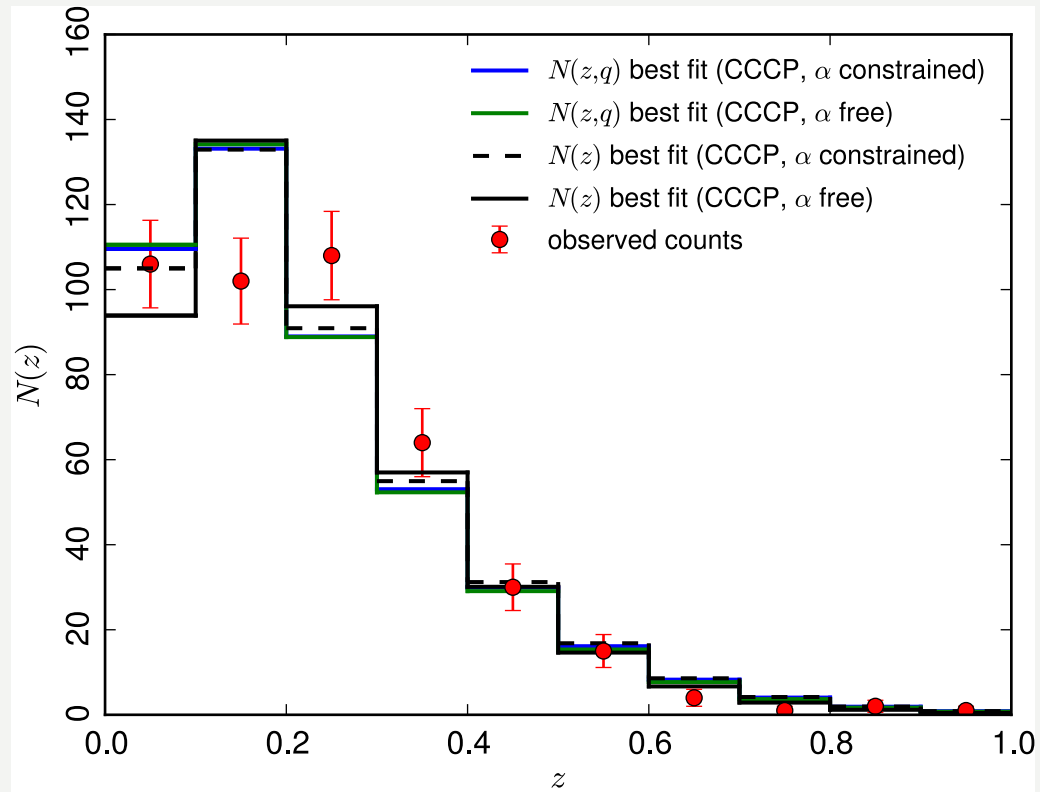 160
140
120
100
80
60
40
20
0
N(z)
N(z,q) best fit (CCCP, α constrained)
N(z,q) best fit (CCCP, α free)
N(z) best fit (CCCP, α constrained)
N(z) best fit (CCCP, α free)
observed counts
0.0 0.2 0.4 0.6 0.8 1.0
z